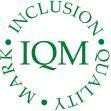 INCLUSION • QUALITY • MARK •
IQM